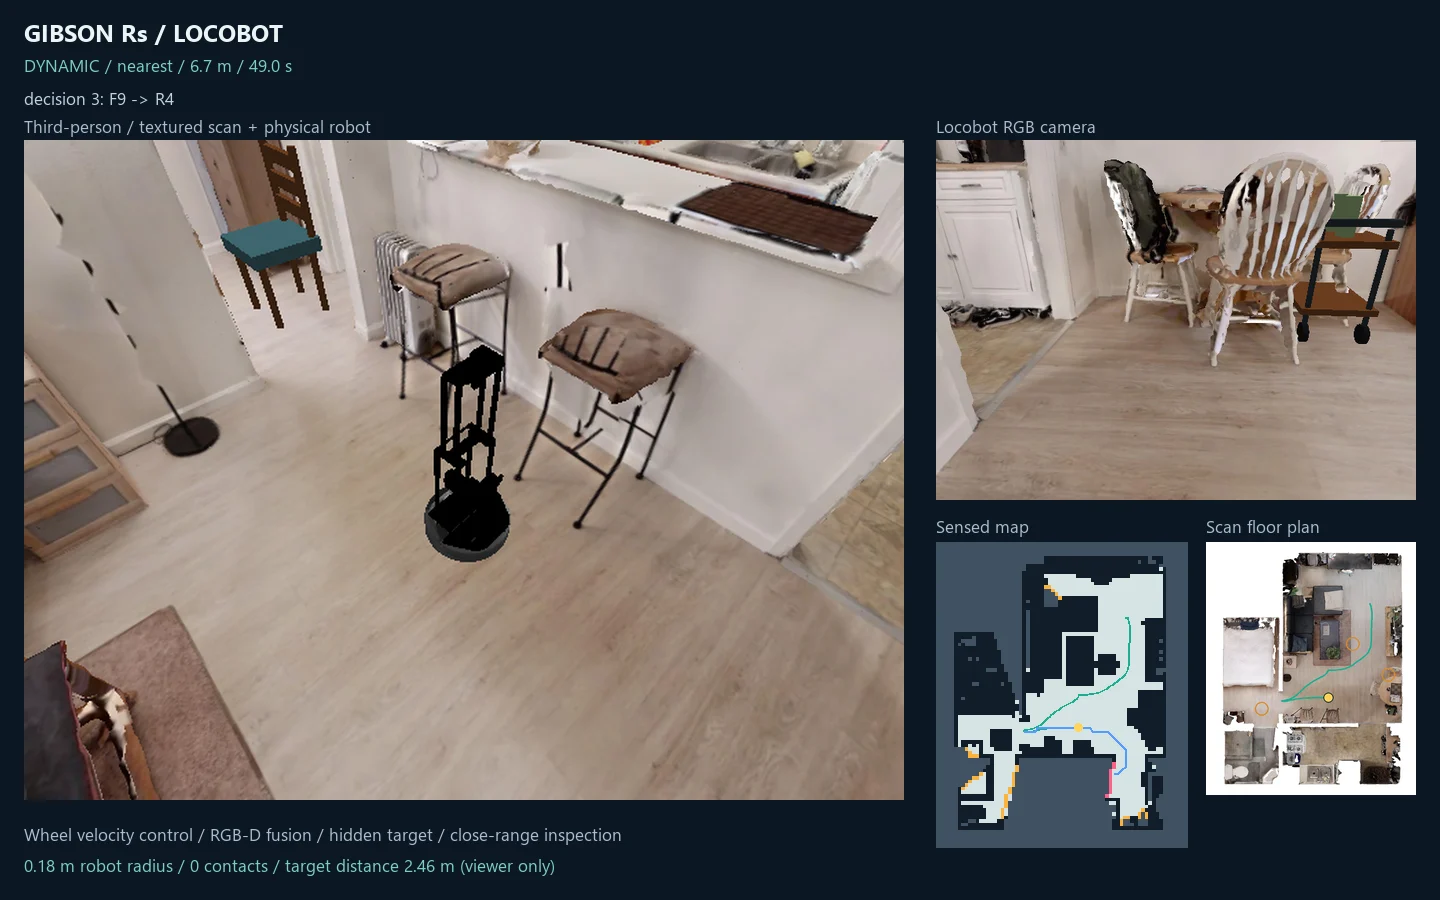 GIBSON Rs / LOCOBOT
DYNAMIC / nearest / 6.7 m / 49.0 s
decision 3: F9 -> R4
Third-person / textured scan + physical robot
Locobot RGB camera
Sensed map
Scan floor plan
Wheel velocity control / RGB-D fusion / hidden target / close-range inspection
0.18 m robot radius / 0 contacts / target distance 2.46 m (viewer only)